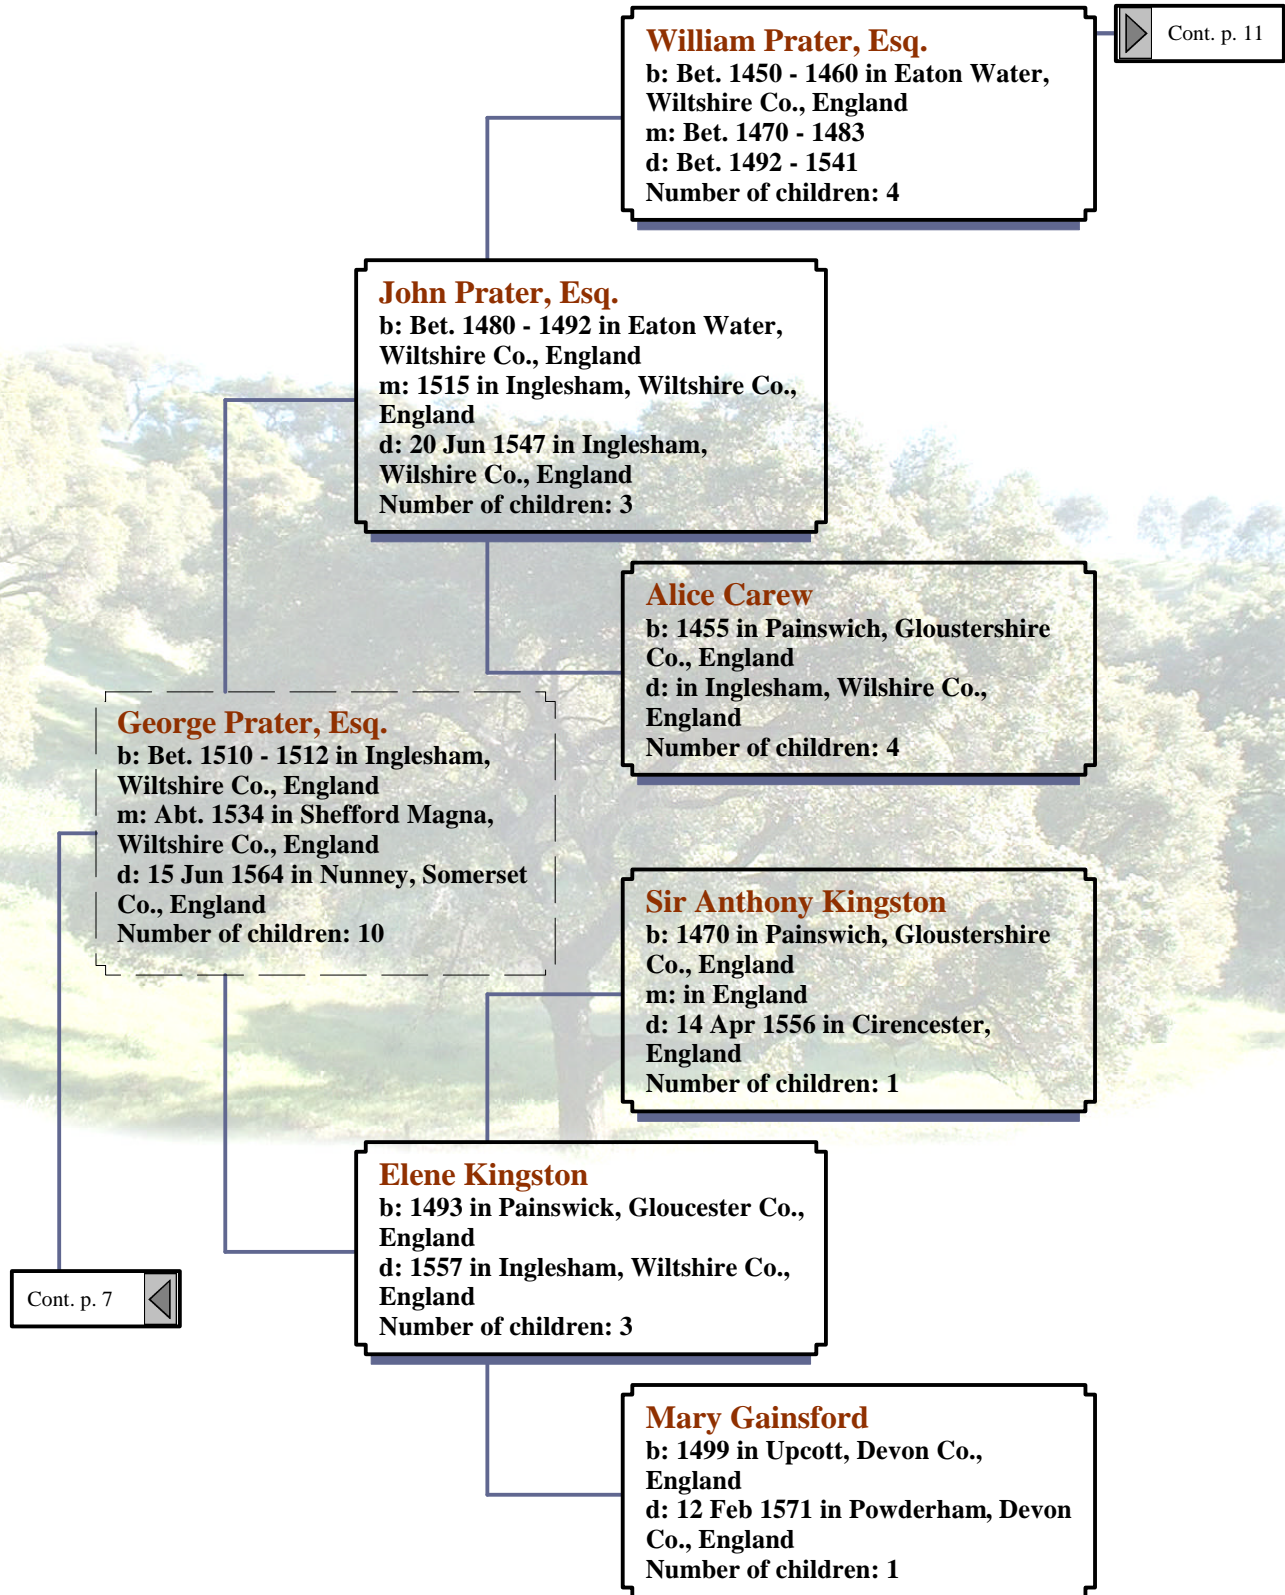 William Prater, Esq.
b: Bet. 1450 - 1460 in Eaton Water,
Wiltshire Co., England
m: Bet. 1470 - 1483
d: Bet. 1492 - 1541
Number of children: 4
Cont. p. 11
John Prater, Esq.
b: Bet. 1480 - 1492 in Eaton Water,
Wiltshire Co., England
m: 1515 in Inglesham, Wiltshire Co.,
England
d: 20 Jun 1547 in Inglesham,
Wilshire Co., England
Number of children: 3
Alice Carew
b: 1455 in Painswich, Gloustershire
Co., England
d: in Inglesham, Wilshire Co.,
England
Number of children: 4
George Prater, Esq.
b: Bet. 1510 - 1512 in Inglesham,
Wiltshire Co., England
m: Abt. 1534 in Shefford Magna,
Wiltshire Co., England
d: 15 Jun 1564 in Nunney, Somerset
Co., England
Number of children: 10
Sir Anthony Kingston
b: 1470 in Painswich, Gloustershire
Co., England
m: in England
d: 14 Apr 1556 in Cirencester,
England
Number of children: 1
Elene Kingston
b: 1493 in Painswick, Gloucester Co.,
England
d: 1557 in Inglesham, Wiltshire Co.,
England
Number of children: 3
Cont. p. 7
Mary Gainsford
b: 1499 in Upcott, Devon Co.,
England
d: 12 Feb 1571 in Powderham, Devon
Co., England
Number of children: 1